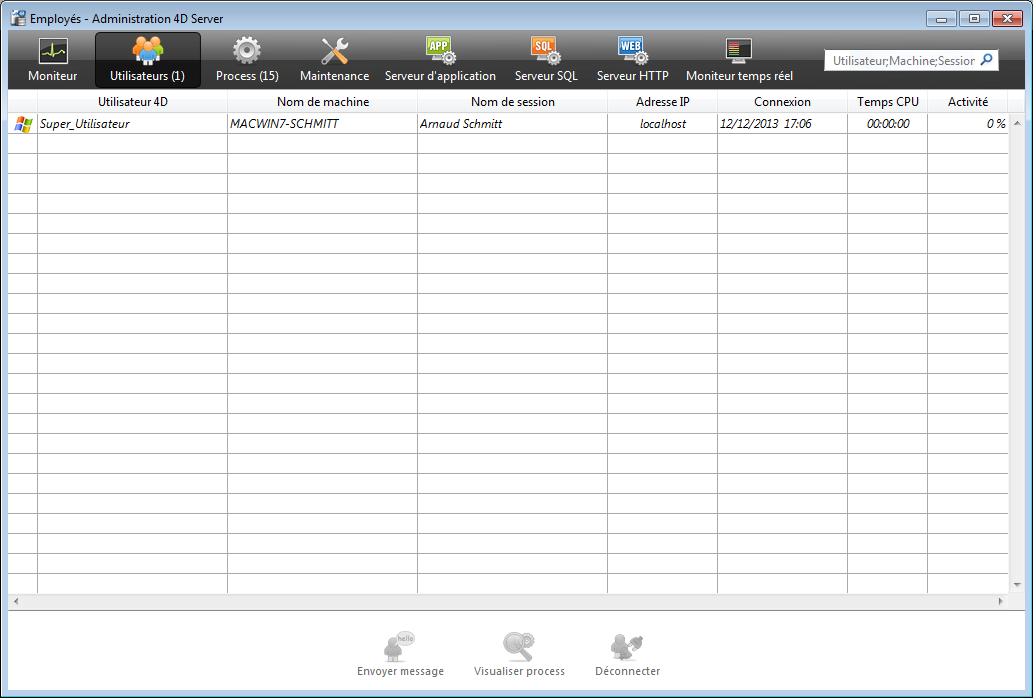 Employés - Administration 4D Server
Moniteur Utilisateurs (1) Process (15) Maintenance Serveur d'application Serveur SQL Serveur HTTP Moniteur temps réel
APP SQL WEB
Utilisateur;Machine;Session
Utilisateur 4D Nom de machine Nom de session Adresse IP Connexion Temps CPU Activité
Super_Utilisateur MACWIN7-SCHMITT Arnaud Schmitt localhost 12/12/2013 17:06 00:00:00 0 %
hello
Envoyer message Visualiser process Déconnecter